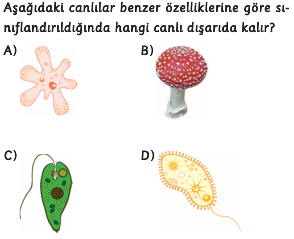 Aşağıdaki canlılar benzer özelliklerine göre sı-
nıflandırıldığında hangi canlı dışarıda kalır?
A) B)
C) D)